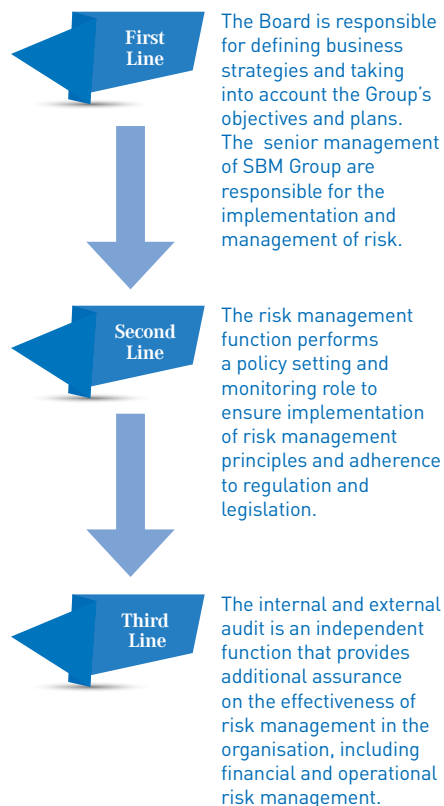 First
Line
The Board is responsible
for defining business
strategies and taking
into account the Group's
objectives and plans.
The senior management
of SBM Group are
responsible for the
implementation and
management of risk.
Second
Line
The risk management
function performs
a policy setting and
monitoring role to
ensure implementation
of risk management
principles and adherence
to regulation and
legislation.
Third
Line
The internal and external
audit is an independent
function that provides
additional assurance
on the effectiveness of
risk management in the
organisation, including
financial and operational
risk management.